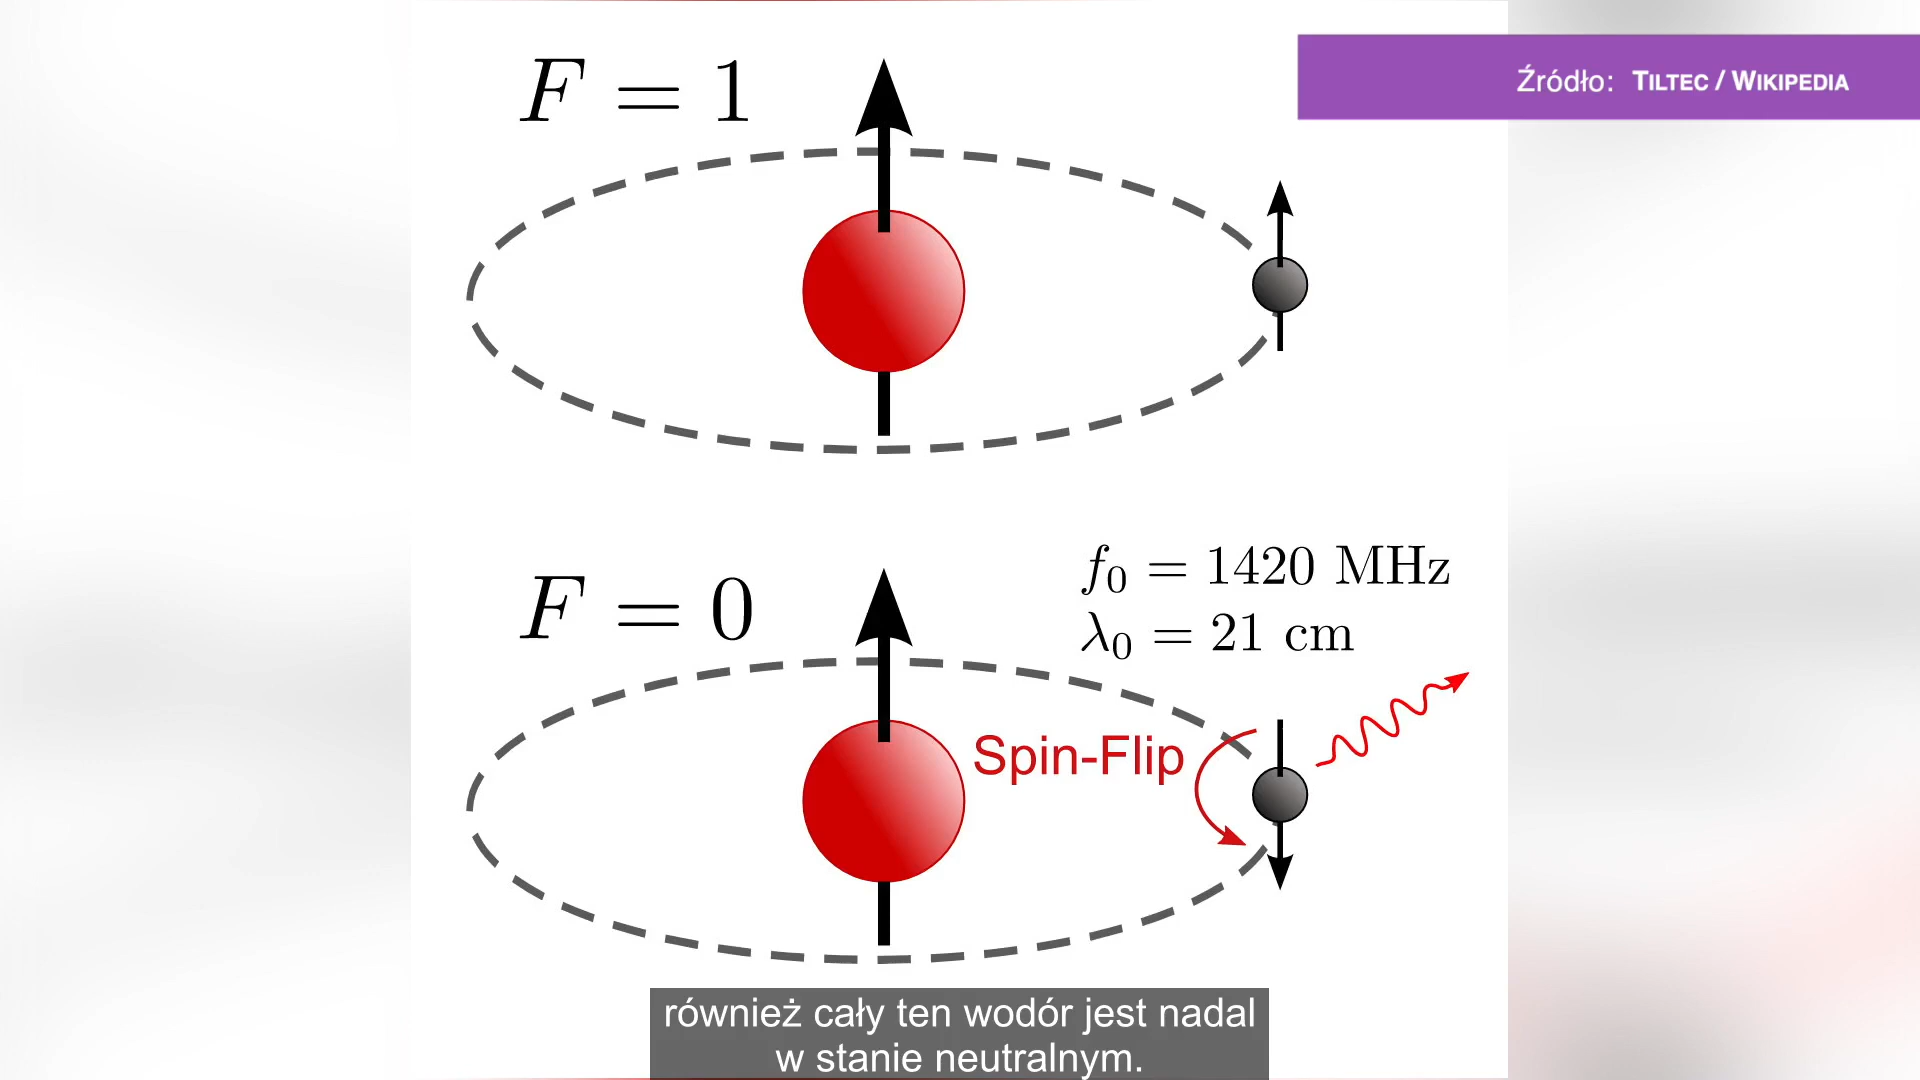 F = 1
Źródło: TILTEC / WIKIPEDIA
F = 0
f₀ = 1420 MHz
λ₀ = 21 cm
Spin-Flip
również cały ten wodór jest nadal
w stanie neutralnym.